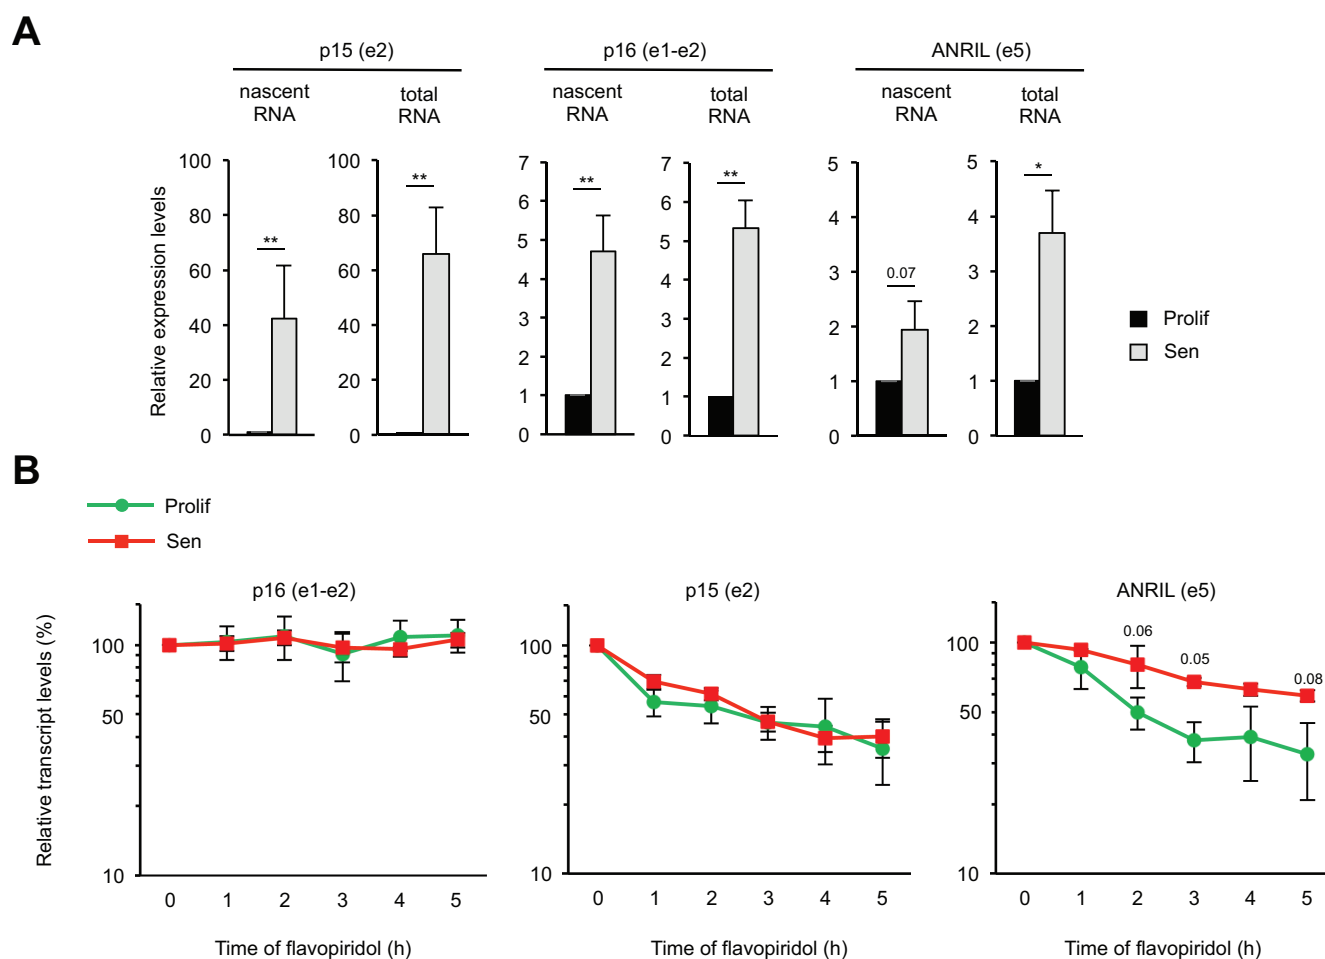 A
p15 (e2)
p16 (e1-e2)
ANRIL (e5)
nascent RNA
total RNA
nascent RNA
total RNA
nascent RNA
total RNA
Relative expression levels
100
80
60
40
20
0
**
100
80
60
40
20
0
**
7
6
5
4
3
2
1
0
**
7
6
5
4
3
2
1
0
**
5
4
3
2
1
0
0.07
5
4
3
2
1
0
*
Prolif
Sen
B
Prolif
Sen
p16 (e1-e2)
p15 (e2)
ANRIL (e5)
Relative transcript levels (%)
100
50
10
0 1 2 3 4 5
Time of flavopiridol (h)
100
50
10
0 1 2 3 4 5
Time of flavopiridol (h)
100
50
10
0.06
0.05
0.08
0 1 2 3 4 5
Time of flavopiridol (h)